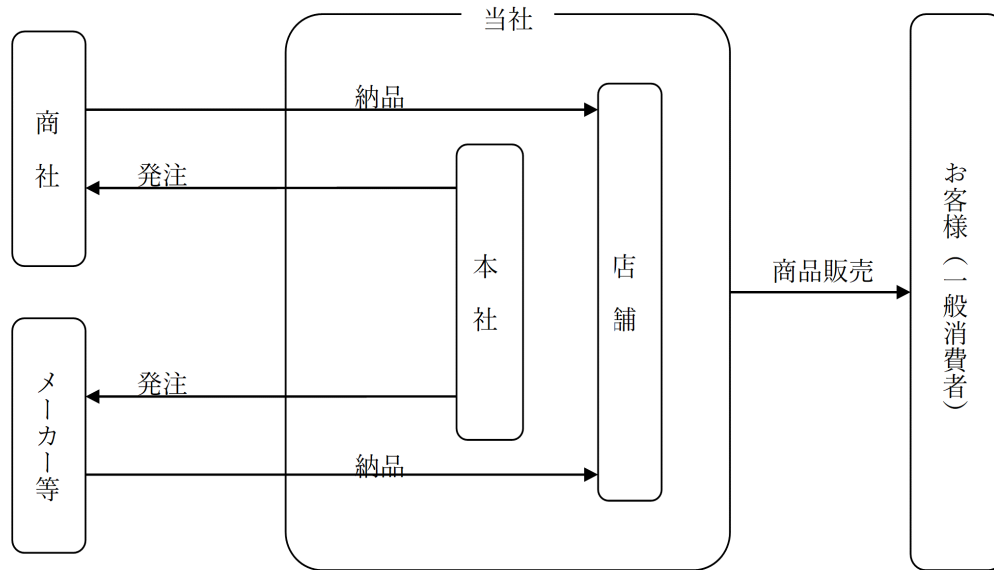 当社
商社
納品
発注
本社
店舗
商品販売
お客様（一般消費者）
メーカー等
発注
納品